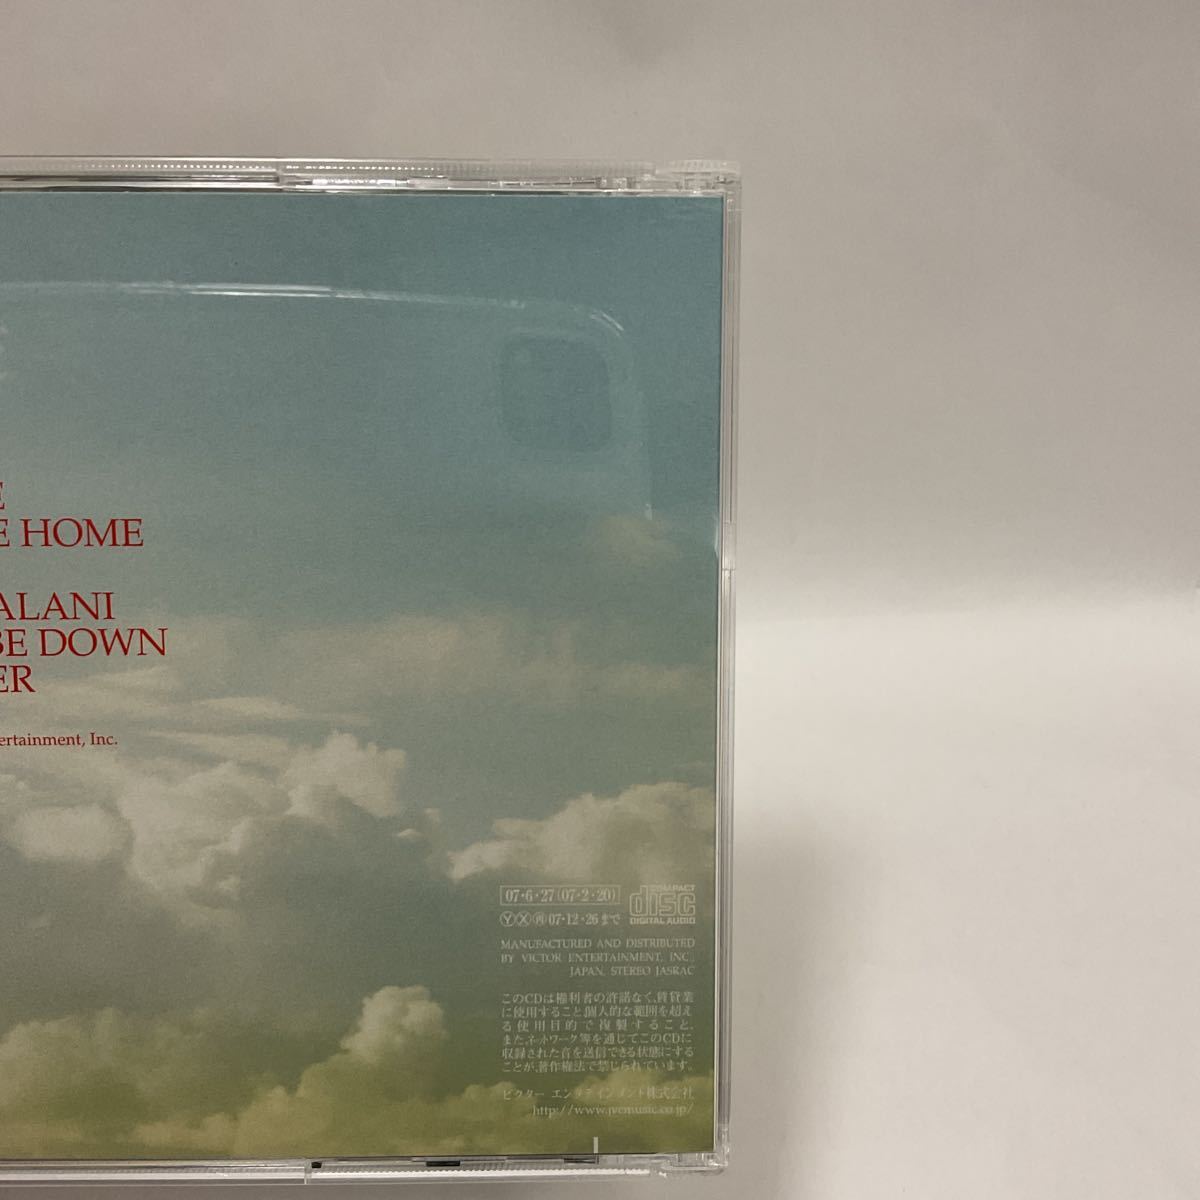 E
E HOME
ALANI
BE DOWN
ER
ertainment, Inc.
07・6・27(07・2・20)
Ⓨ Ⓧ 07・12・26まで
COMPACT
disc
DIGITAL AUDIO
MANUFACTURED AND DISTRIBUTED
BY VICTOR ENTERTAINMENT, INC.,
JAPAN. STEREO JASRAC
このCDは権利者の許諾なく、賃貸業
に使用すること、個人的な範囲を超え
る使用目的で複製すること、
また、ネットワーク等を通じてこのCDに
収録された音を送信できる状態にする
ことが、著作権法で禁じられています。
ビクター エンタテインメント株式会社
http://www.jvcmusic.co.jp/